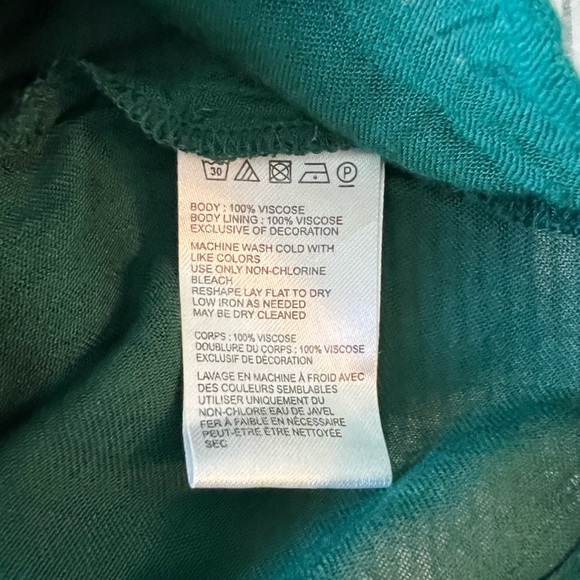 30 P
BODY : 100% VISCOSE
BODY LINING : 100% VISCOSE
EXCLUSIVE OF DECORATION
MACHINE WASH COLD WITH
LIKE COLORS
USE ONLY NON-CHLORINE
BLEACH
RESHAPE LAY FLAT TO DRY
LOW IRON AS NEEDED
MAY BE DRY CLEANED
CORPS : 100% VISCOSE
DOUBLURE DU CORPS : 100% VISCOSE
EXCLUSIF DE DÉCORATION
LAVAGE EN MACHINE À FROID AVEC
DES COULEURS SEMBLABLES
UTILISER UNIQUEMENT DU
NON-CHLORE EAU DE JAVEL
FER À FAIBLE EN NÉCESSAIRE
PEUT-ÊTRE ÊTRE NETTOYÉE
SEC